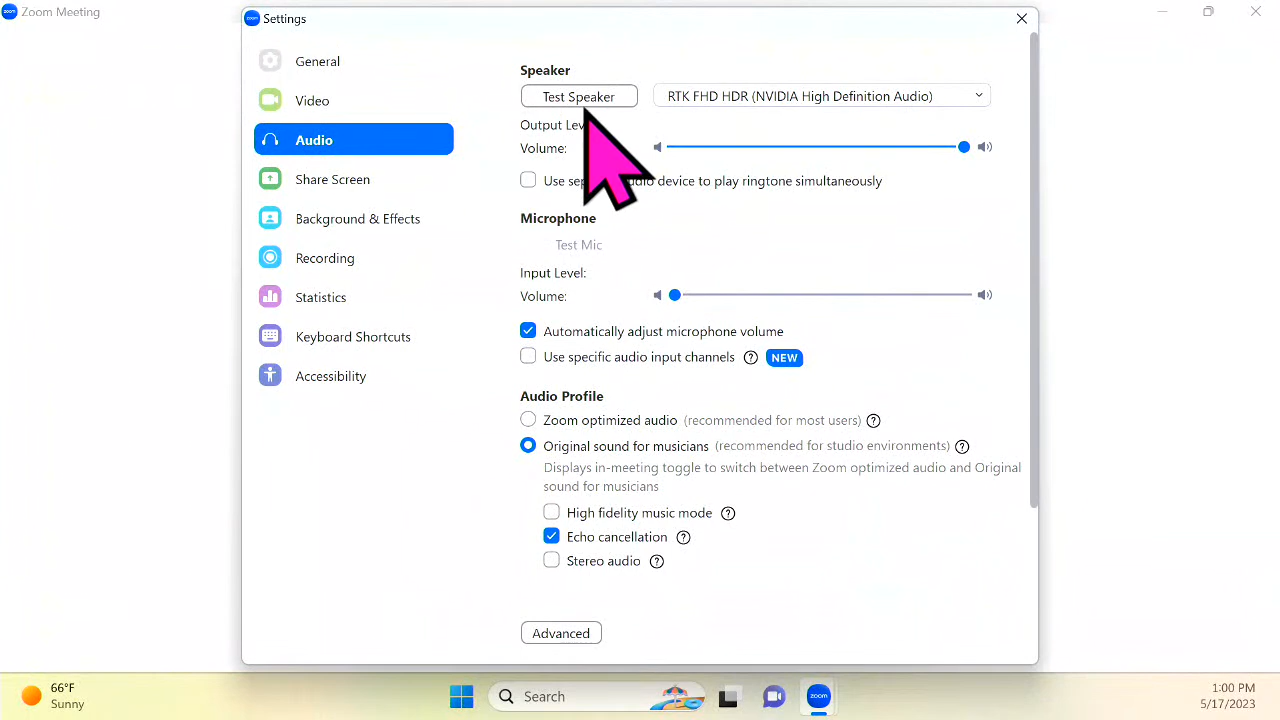 Zoom Meeting
Settings
General
Video
Audio
Share Screen
Background & Effects
Recording
Statistics
Keyboard Shortcuts
Accessibility
Speaker
Test Speaker
RTK FHD HDR (NVIDIA High Definition Audio)
Output
Volume:
Use audio device to play ringtone simultaneously
Microphone
Test Mic
Input Level:
Volume:
Automatically adjust microphone volume
Use specific audio input channels ? NEW
Audio Profile
Zoom optimized audio (recommended for most users) ?
Original sound for musicians (recommended for studio environments) ?
Displays in-meeting toggle to switch between Zoom optimized audio and Original
sound for musicians
High fidelity music mode ?
Echo cancellation ?
Stereo audio ?
Advanced
66°F
Sunny
Search
zoom
1:00 PM
5/17/2023